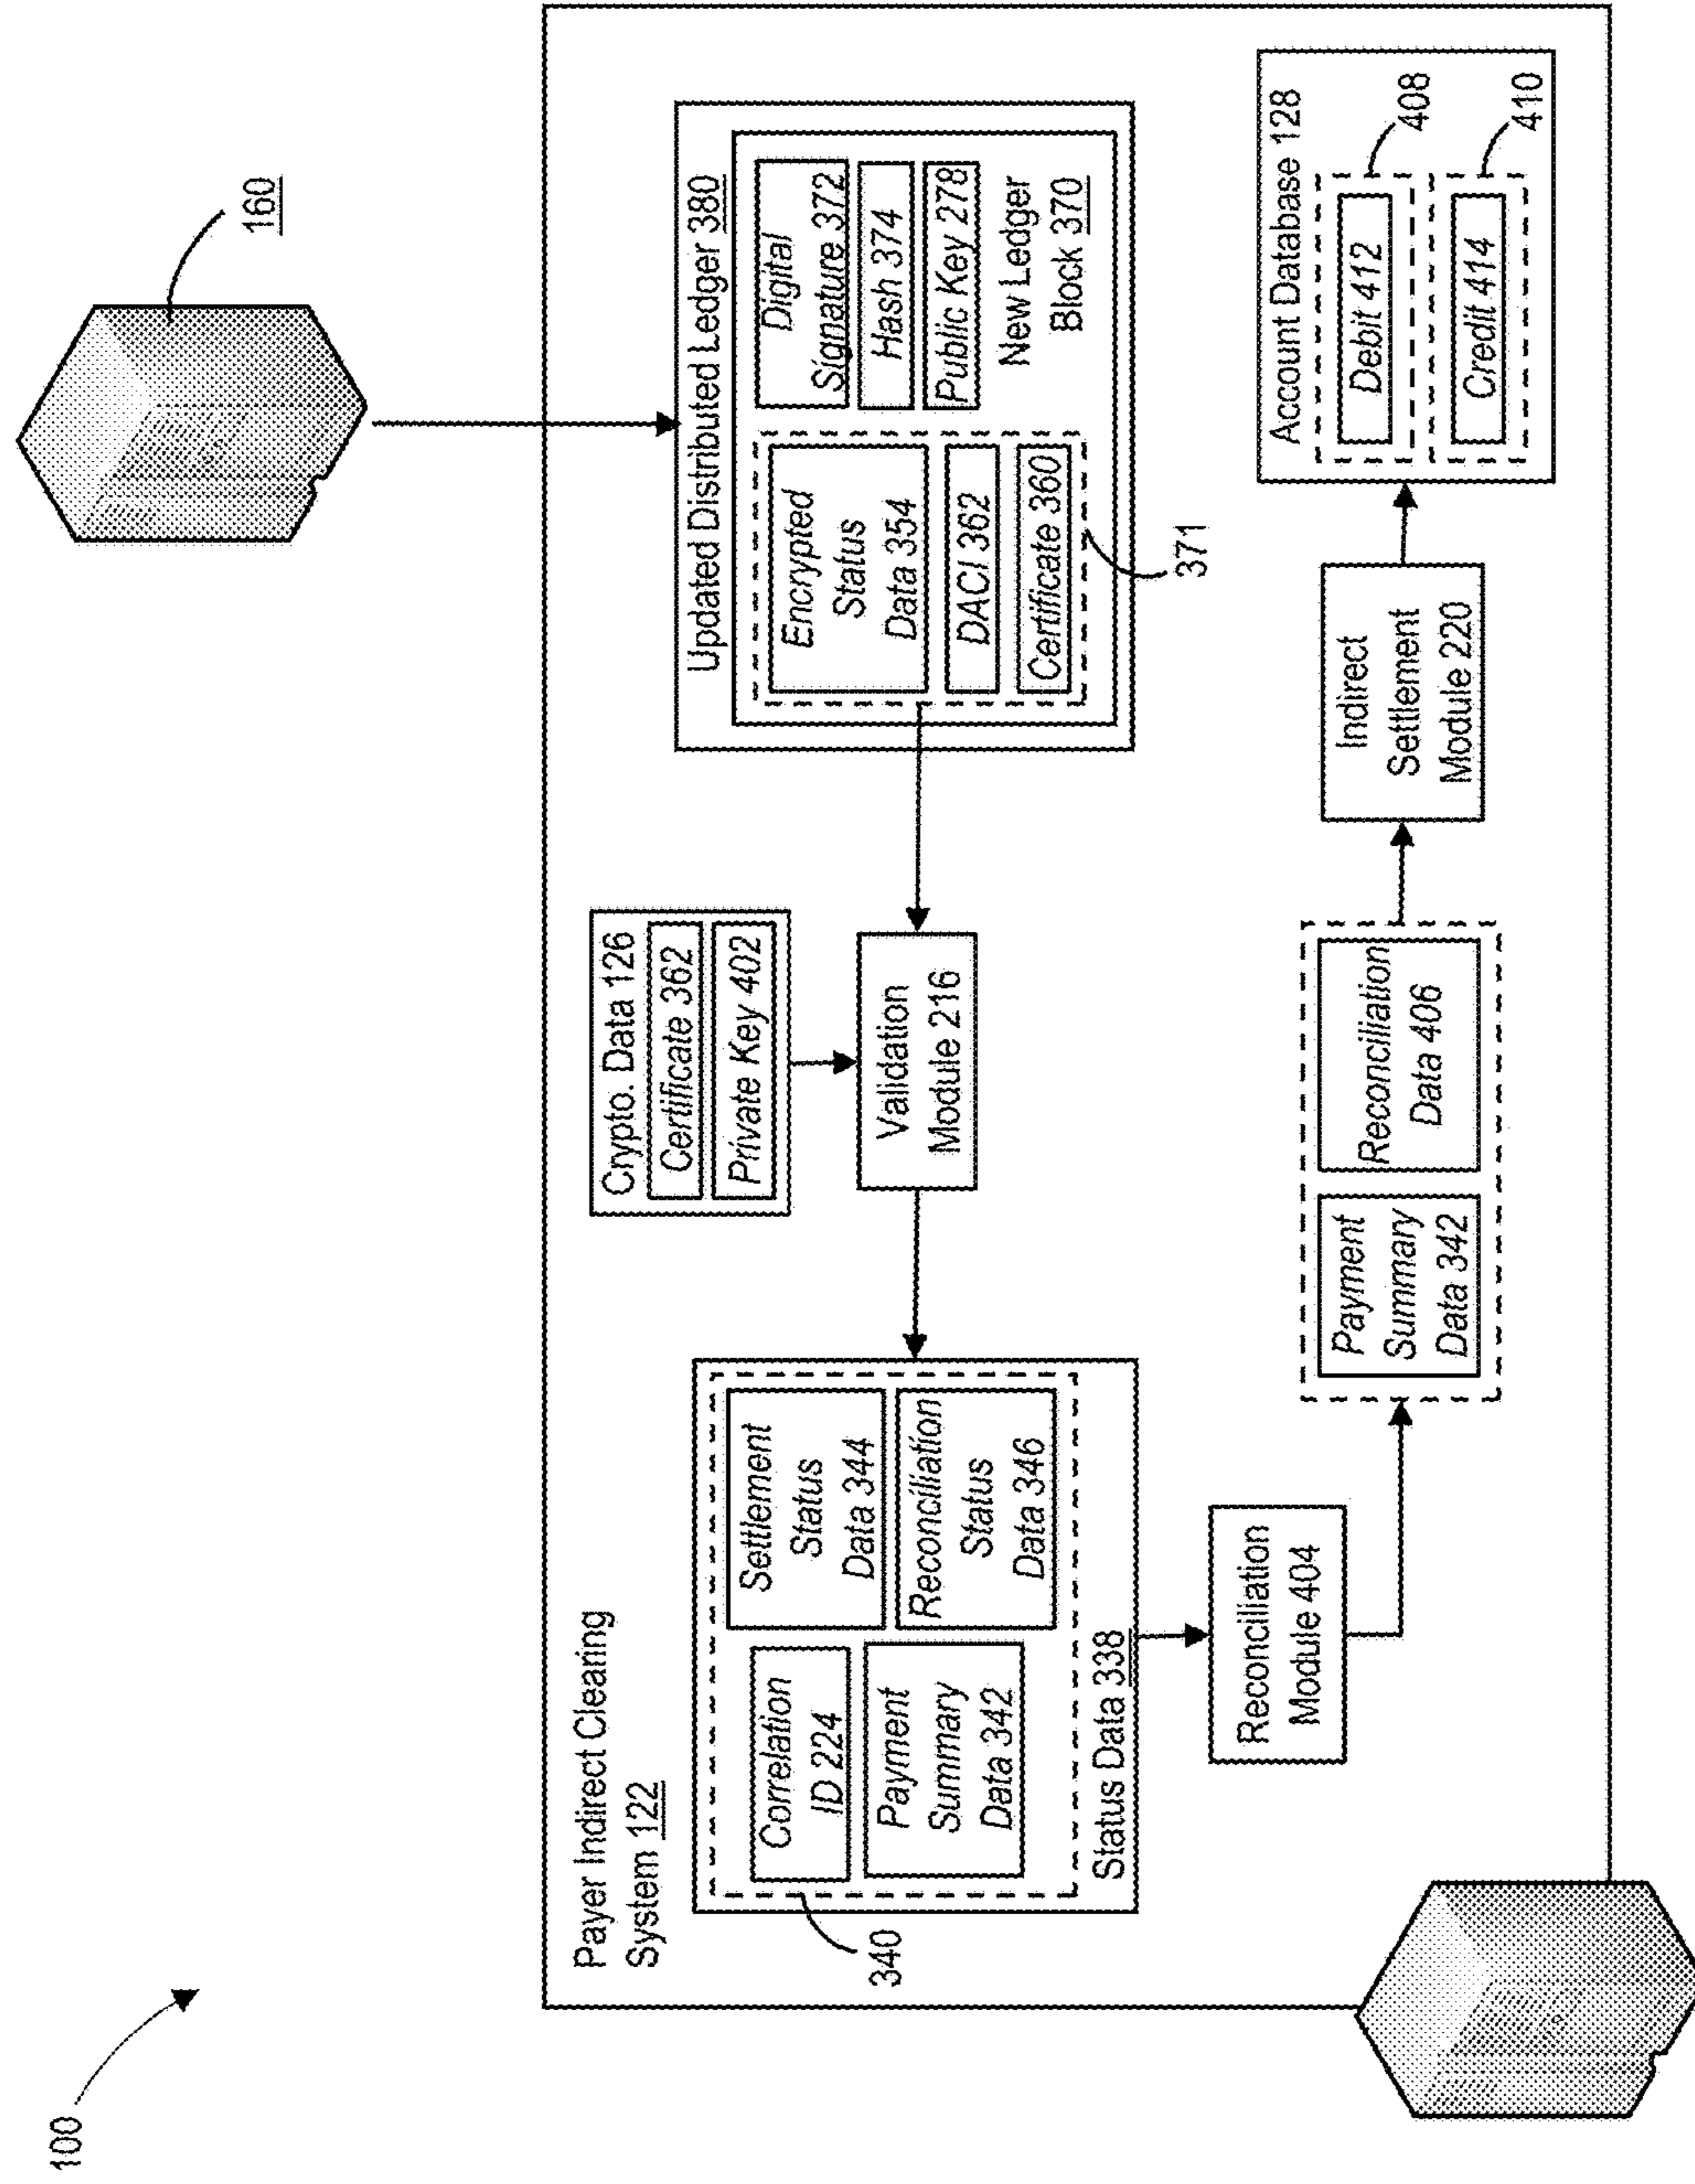 100
160
Payer Indirect Clearing
System 122
340
Correlation
ID 224
Payment
Summary
Data 342
Settlement
Status
Data 344
Reconciliation
Status
Data 346
Status Data 338
Crypto. Data 126
Certificate 362
Private Key 402
Validation
Module 216
Updated Distributed Ledger 380
Encrypted
Status
Data 354
DACI 362
Certificate 360
Digital
Signature 372
Hash 374
Public Key 278
New Ledger
Block 370
371
Reconciliation
Module 404
Payment
Summary
Data 342
Reconciliation
Data 406
Indirect
Settlement
Module 220
Account Database 128
Debit 412
408
Credit 414
410